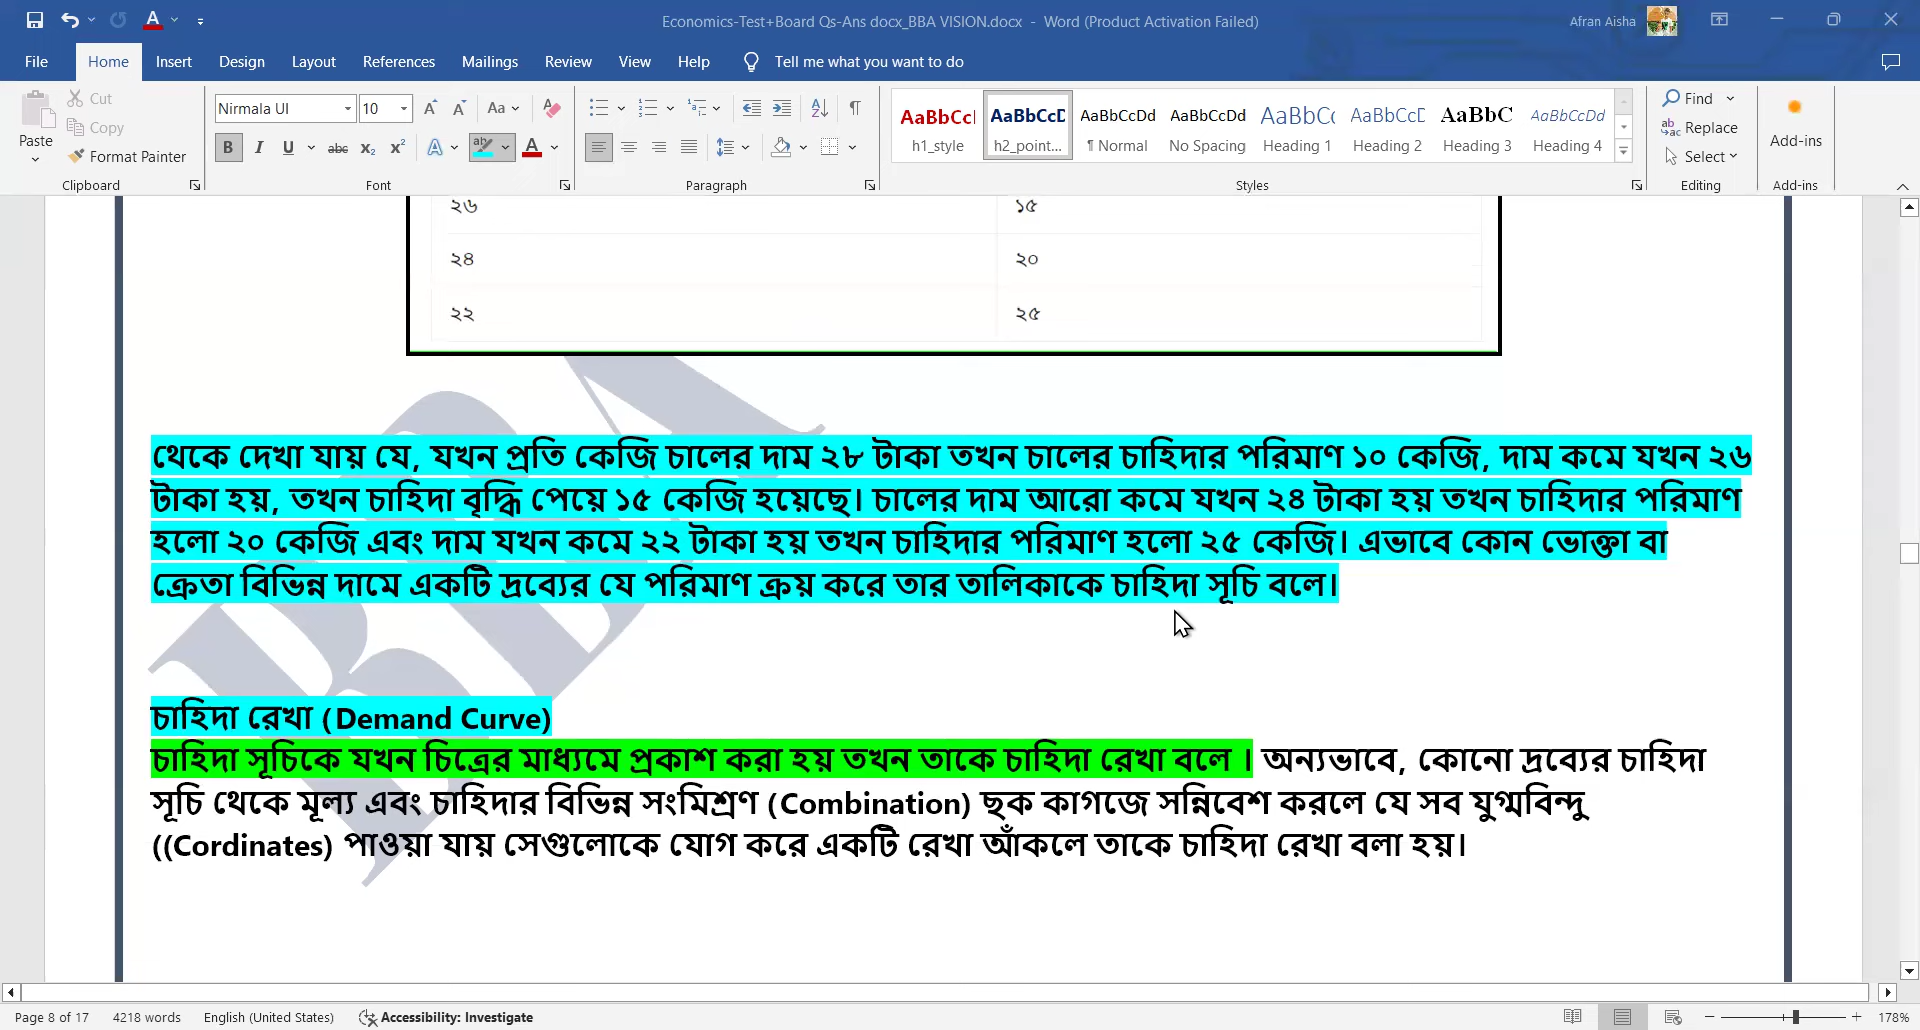 Economics-Test+Board Qs-Ans docx_BBA VISION.docx - Word (Product Activation Failed)
Afran Aisha
File Home Insert Design Layout References Mailings Review View Help Tell me what you want to do
Paste
Cut
Copy
Format Painter
Clipboard
Nirmala UI 10
Font
Paragraph
AaBbCcI AaBbCcD AaBbCcDd AaBbCcDd AaBbCc AaBbCcD AaBbC AaBbCcDd
h1_style h2_point... ¶ Normal No Spacing Heading 1 Heading 2 Heading 3 Heading 4
Styles
Find
Replace
Select
Editing
Add-ins
Add-ins
২৬ ১৫
২৪ ২০
২২ ২৫
BBA
থেকে দেখা যায় যে, যখন প্রতি কেজি চালের দাম ২৮ টাকা তখন চালের চাহিদার পরিমাণ ১০ কেজি, দাম কমে যখন ২৬
টাকা হয়, তখন চাহিদা বৃদ্ধি পেয়ে ১৫ কেজি হয়েছে। চালের দাম আরো কমে যখন ২৪ টাকা হয় তখন চাহিদার পরিমাণ
হলো ২০ কেজি এবং দাম যখন কমে ২২ টাকা হয় তখন চাহিদার পরিমাণ হলো ২৫ কেজি। এভাবে কোন ভোক্তা বা
ক্রেতা বিভিন্ন দামে একটি দ্রব্যের যে পরিমাণ ক্রয় করে তার তালিকাকে চাহিদা সূচি বলে।
চাহিদা রেখা (Demand Curve)
চাহিদা সূচিকে যখন চিত্রের মাধ্যমে প্রকাশ করা হয় তখন তাকে চাহিদা রেখা বলে । অন্যভাবে, কোনো দ্রব্যের চাহিদা
সূচি থেকে মূল্য এবং চাহিদার বিভিন্ন সংমিশ্রণ (Combination) ছক কাগজে সন্নিবেশ করলে যে সব যুগ্মবিন্দু
((Cordinates) পাওয়া যায় সেগুলোকে যোগ করে একটি রেখা আঁকলে তাকে চাহিদা রেখা বলা হয়।
Page 8 of 17 4218 words English (United States) Accessibility: Investigate 178%